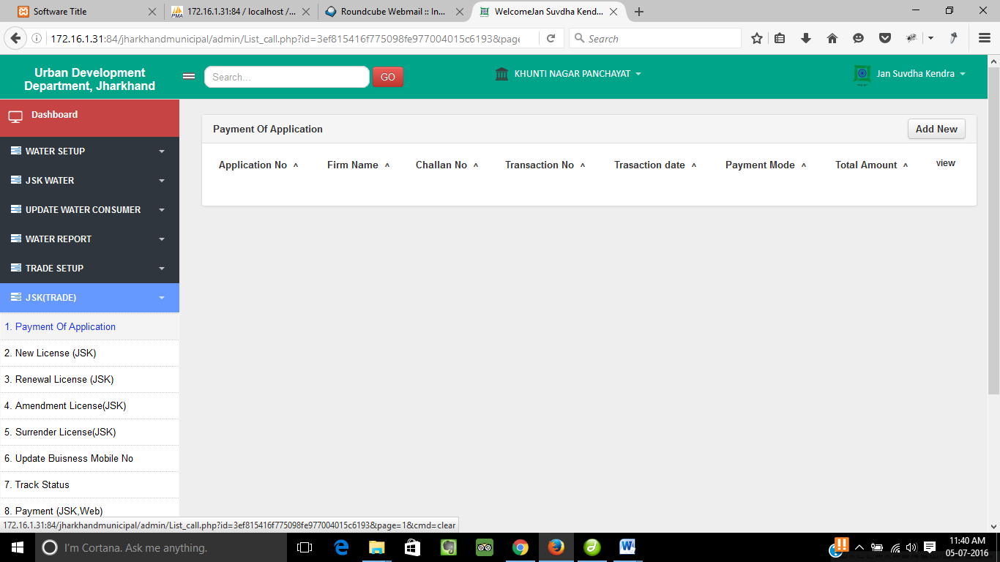 Software Title
172.16.1.31:84 / localhost /...
Roundcube Webmail :: In...
WelcomeJan Suvdha Kend...
172.16.1.31:84/jharkhandmunicipal/admin/List_call.php?id=3ef815416f775098fe977004015c6193&page
Search
Urban Development
Department, Jharkhand
Search...
GO
KHUNTI NAGAR PANCHAYAT
Jan Suvdha Kendra
Dashboard
WATER SETUP
JSK WATER
UPDATE WATER CONSUMER
WATER REPORT
TRADE SETUP
JSK(TRADE)
1. Payment Of Application
2. New License (JSK)
3. Renewal License (JSK)
4. Amendment License(JSK)
5. Surrender License(JSK)
6. Update Buisness Mobile No
7. Track Status
8. Payment (JSK,Web)
Payment Of Application
Add New
Application No ^ Firm Name ^ Challan No ^ Transaction No ^ Trasaction date ^ Payment Mode ^ Total Amount ^ view
172.16.1.31:84/jharkhandmunicipal/admin/List_call.php?id=3ef815416f775098fe977004015c6193&page=1&cmd=clear
I'm Cortana. Ask me anything.
11:40 AM
05-07-2016